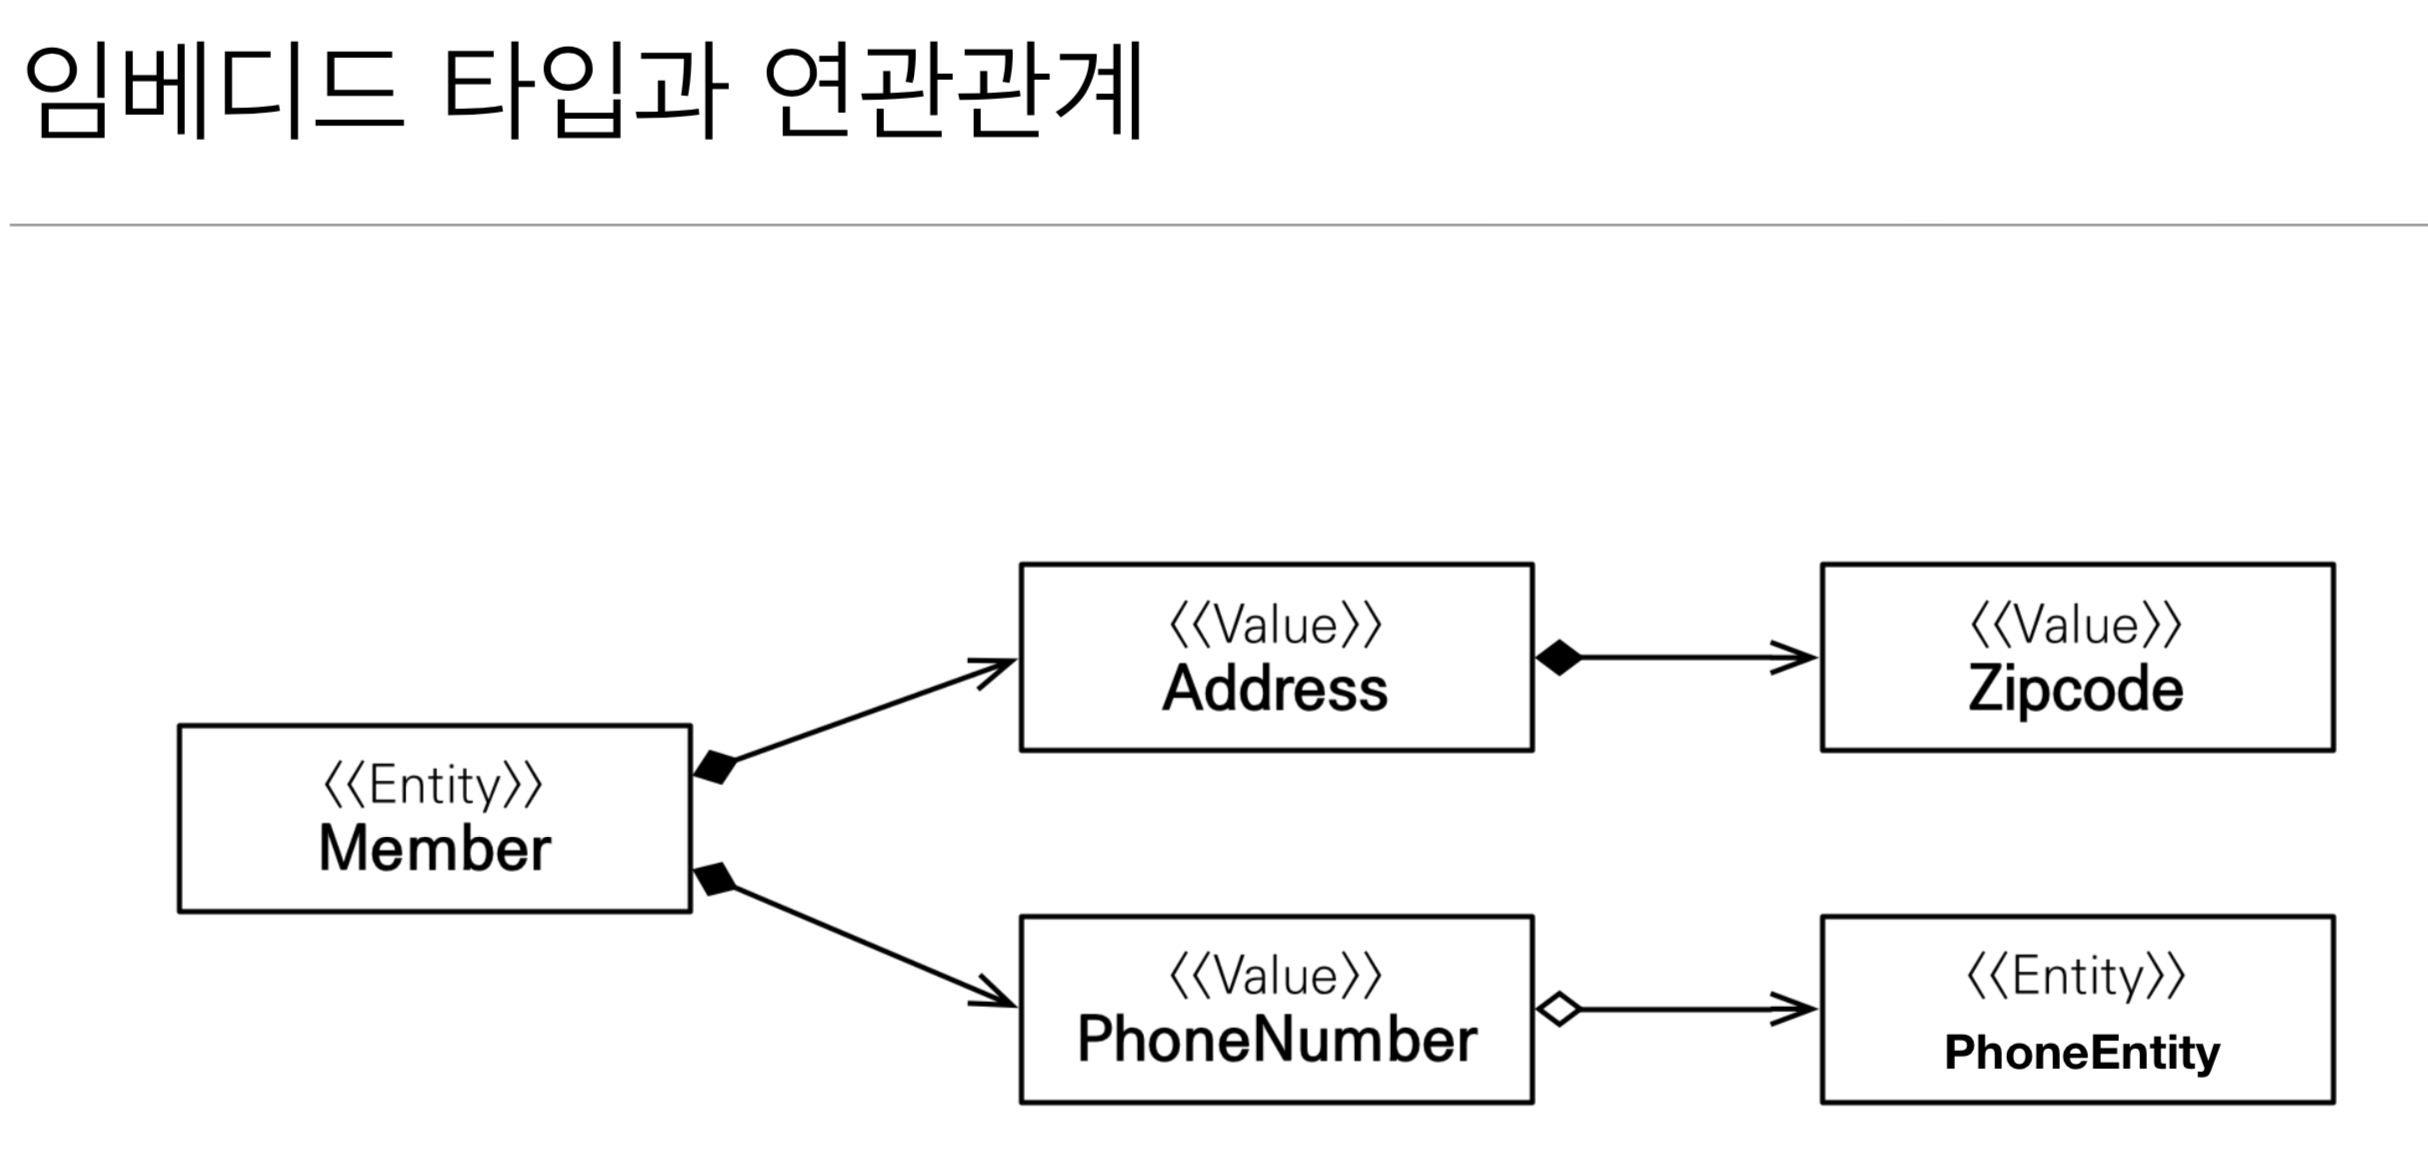 임베디드 타입과 연관관계
<<Value>>
Address
<<Value>>
Zipcode
<<Entity>>
Member
<<Value>>
PhoneNumber
<<Entity>>
PhoneEntity